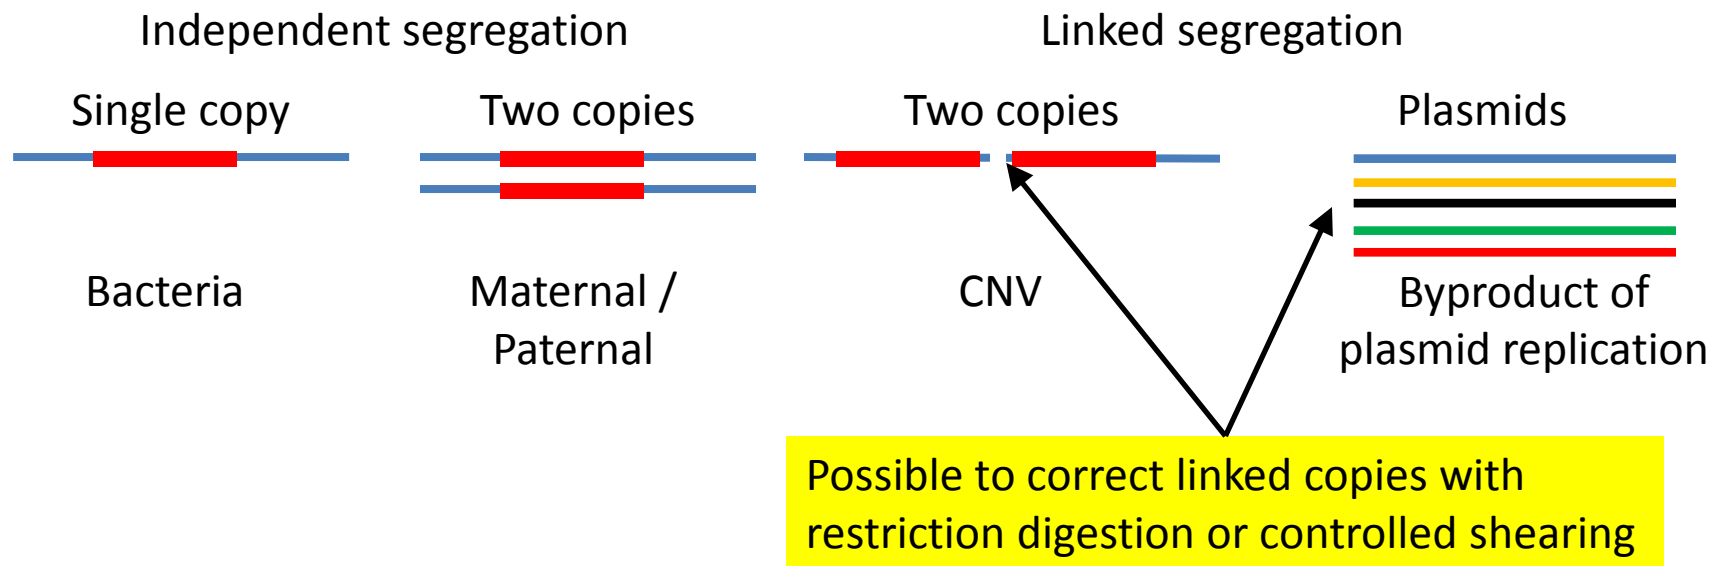 Independent segregation
Linked segregation
Single copy
Two copies
Two copies
Plasmids
Bacteria
Maternal /
Paternal
CNV
Byproduct of
plasmid replication
Possible to correct linked copies with
restriction digestion or controlled shearing